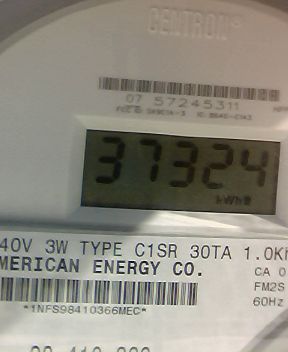 CENTRON®
07 57245311
37324
kWh
40V 3W TYPE C1SR 30TA 1.0Kh
MERICAN ENERGY CO.
CA 0
FM2S
60Hz
*1NFS98410366MEC*